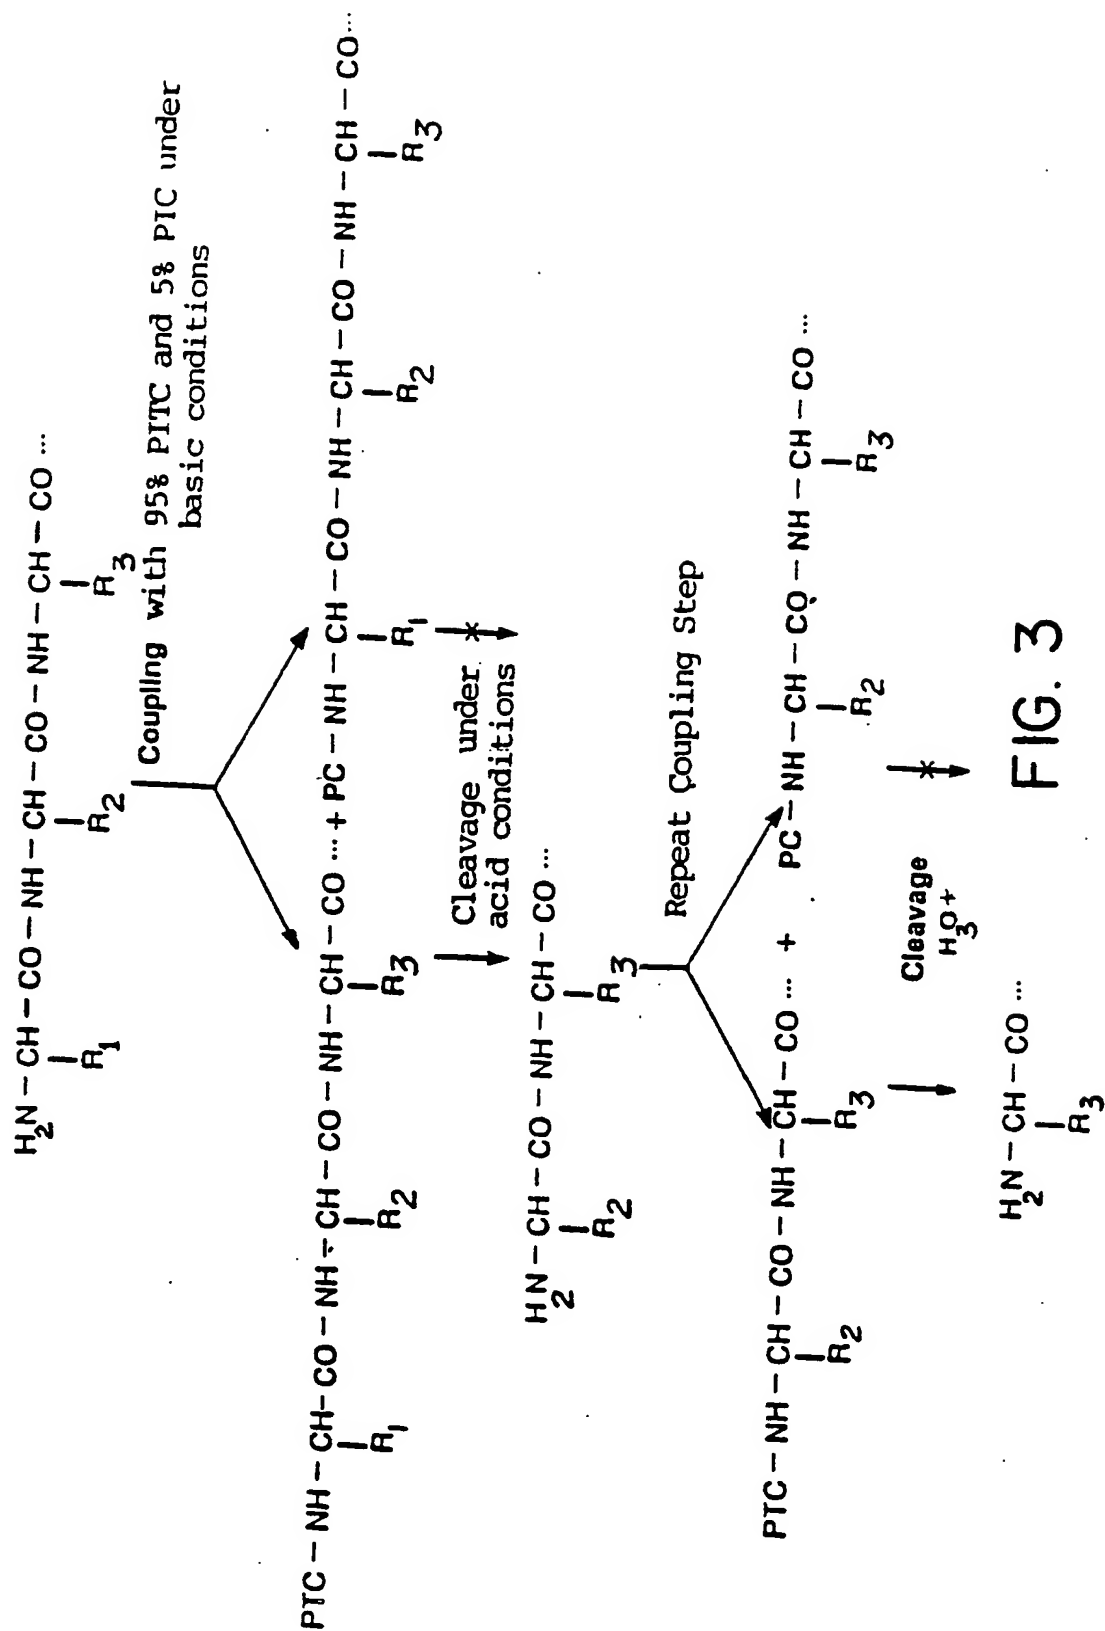 H2N — CH — CO — NH — CH — CO — NH — CH — CO ...
R1
R2
R3
Coupling with 95% PITC and 5% PIC under
basic conditions
PTC — NH — CH — CO — NH — CH — CO — NH — CH — CO ... + PC — NH — CH — CO — NH — CH — CO — NH — CH — CO ...
R1
R2
R3
R1
R2
R3
Cleavage under
acid conditions
H2N — CH — CO — NH — CH — CO ...
R2
R3
Repeat Coupling Step
PTC — NH — CH — CO — NH — CH — CO ... + PC — NH — CH — CO — NH — CH — CO ...
R2
R3
R2
R3
Cleavage
H3O+
H2N — CH — CO ...
R3
FIG. 3